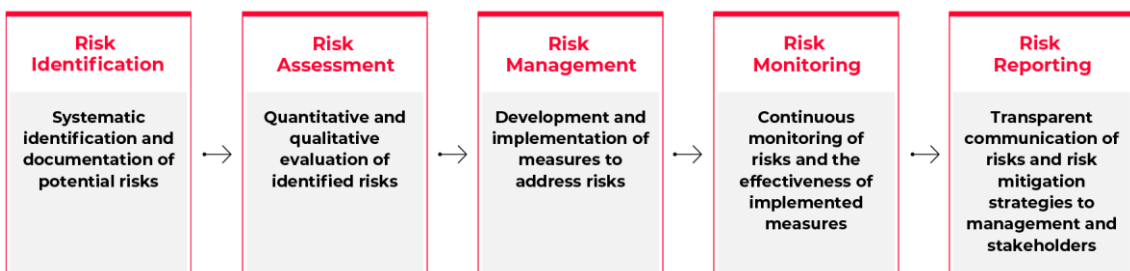 Risk
Identification
Systematic
identification and
documentation of
potential risks
Risk
Assessment
Quantitative and
qualitative
evaluation of
identified risks
Risk
Management
Development and
implementation of
measures to
address risks
Risk
Monitoring
Continuous
monitoring of
risks and the
effectiveness of
implemented
measures
Risk
Reporting
Transparent
communication of
risks and risk
mitigation
strategies to
management and
stakeholders